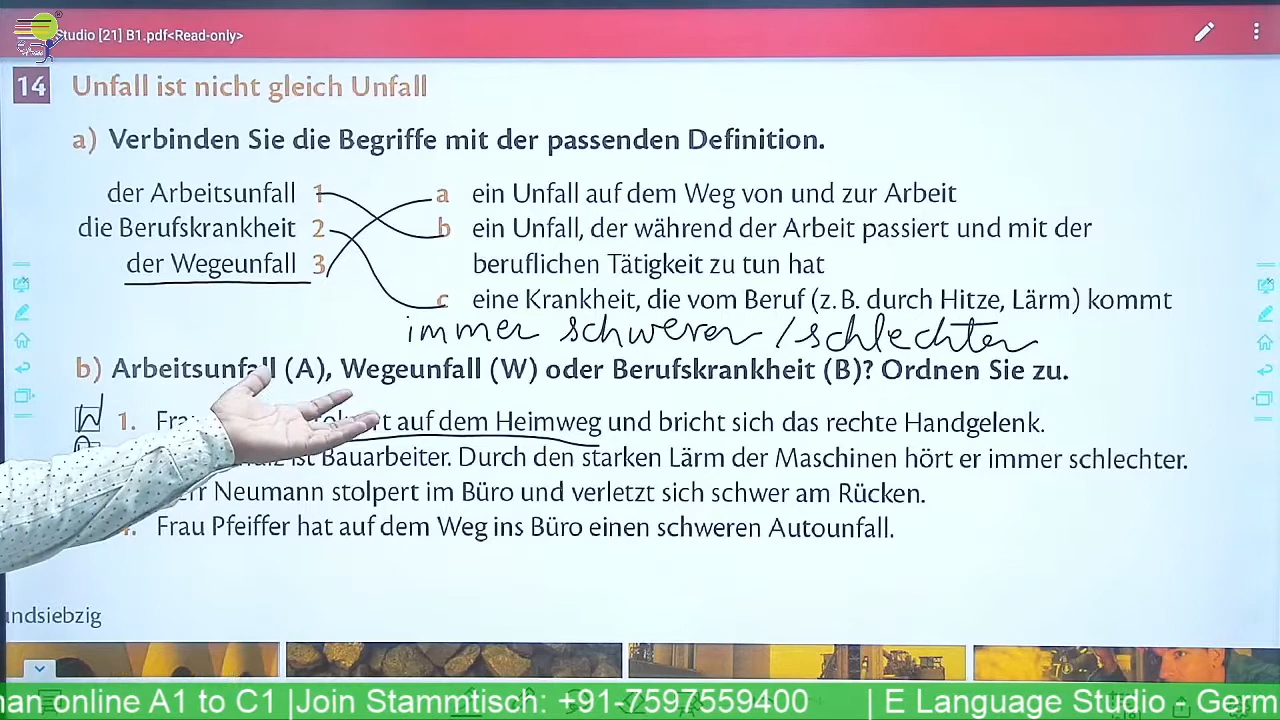 Studio [21] B1.pdf<Read-only>
14 Unfall ist nicht gleich Unfall
a) Verbinden Sie die Begriffe mit der passenden Definition.
der Arbeitsunfall 1 a ein Unfall auf dem Weg von und zur Arbeit
die Berufskrankheit 2 b ein Unfall, der während der Arbeit passiert und mit der
der Wegeunfall 3 beruflichen Tätigkeit zu tun hat
c eine Krankheit, die vom Beruf (z. B. durch Hitze, Lärm) kommt
immer schwerer / schlechter
b) Arbeitsunfall (A), Wegeunfall (W) oder Berufskrankheit (B)? Ordnen Sie zu.
W 1. auf dem Heimweg und bricht sich das rechte Handgelenk.
ist Bauarbeiter. Durch den starken Lärm der Maschinen hört er immer schlechter.
Neumann stolpert im Büro und verletzt sich schwer am Rücken.
Frau Pfeiffer hat auf dem Weg ins Büro einen schweren Autounfall.
undsiebzig
an online A1 to C1 |Join Stammtisch: +91-7597559400 | E Language Studio - Germ